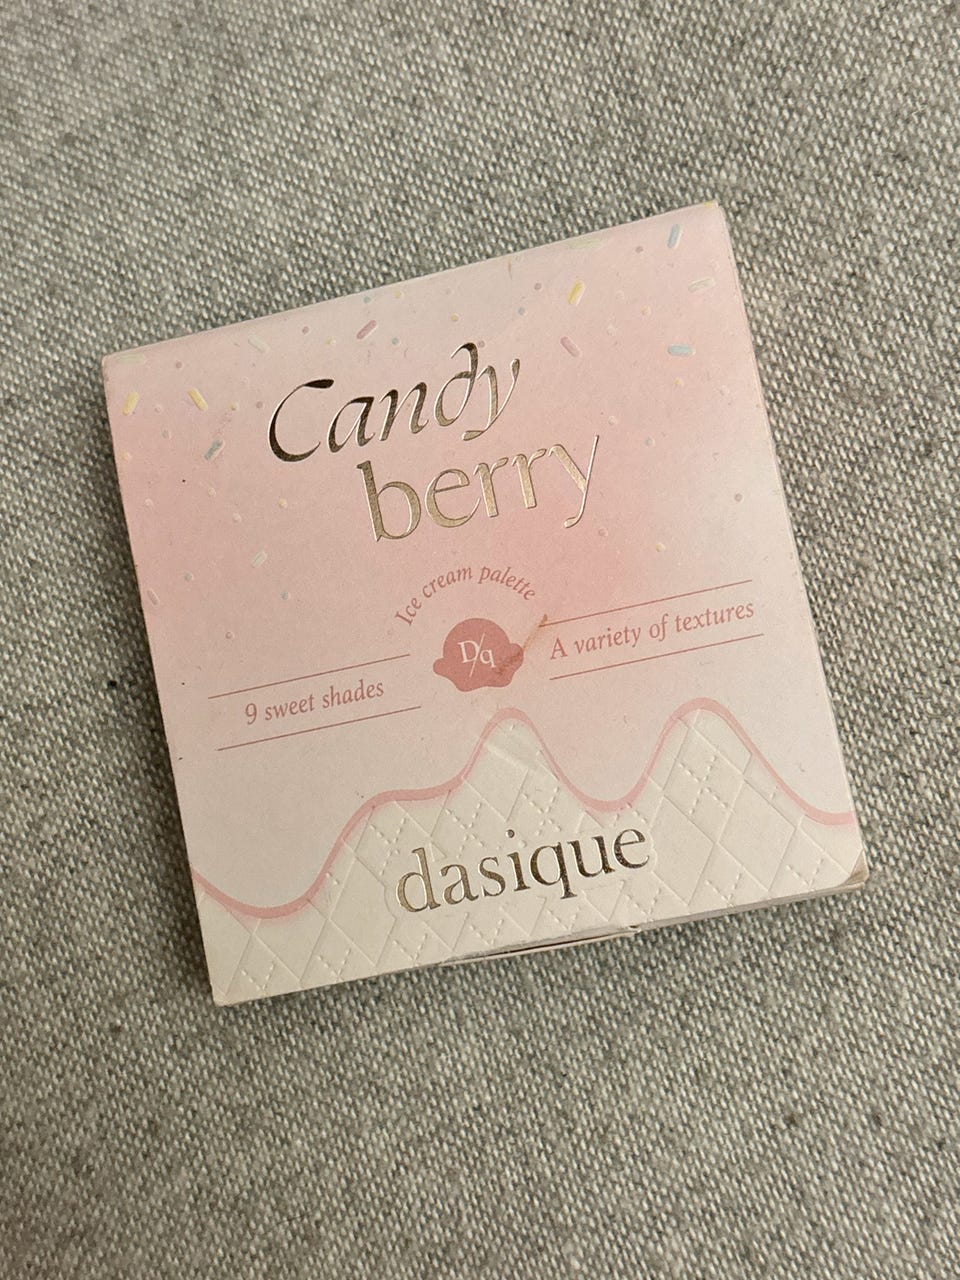 Candy
berry
Ice cream palette
D/q
9 sweet shades
A variety of textures
dasique